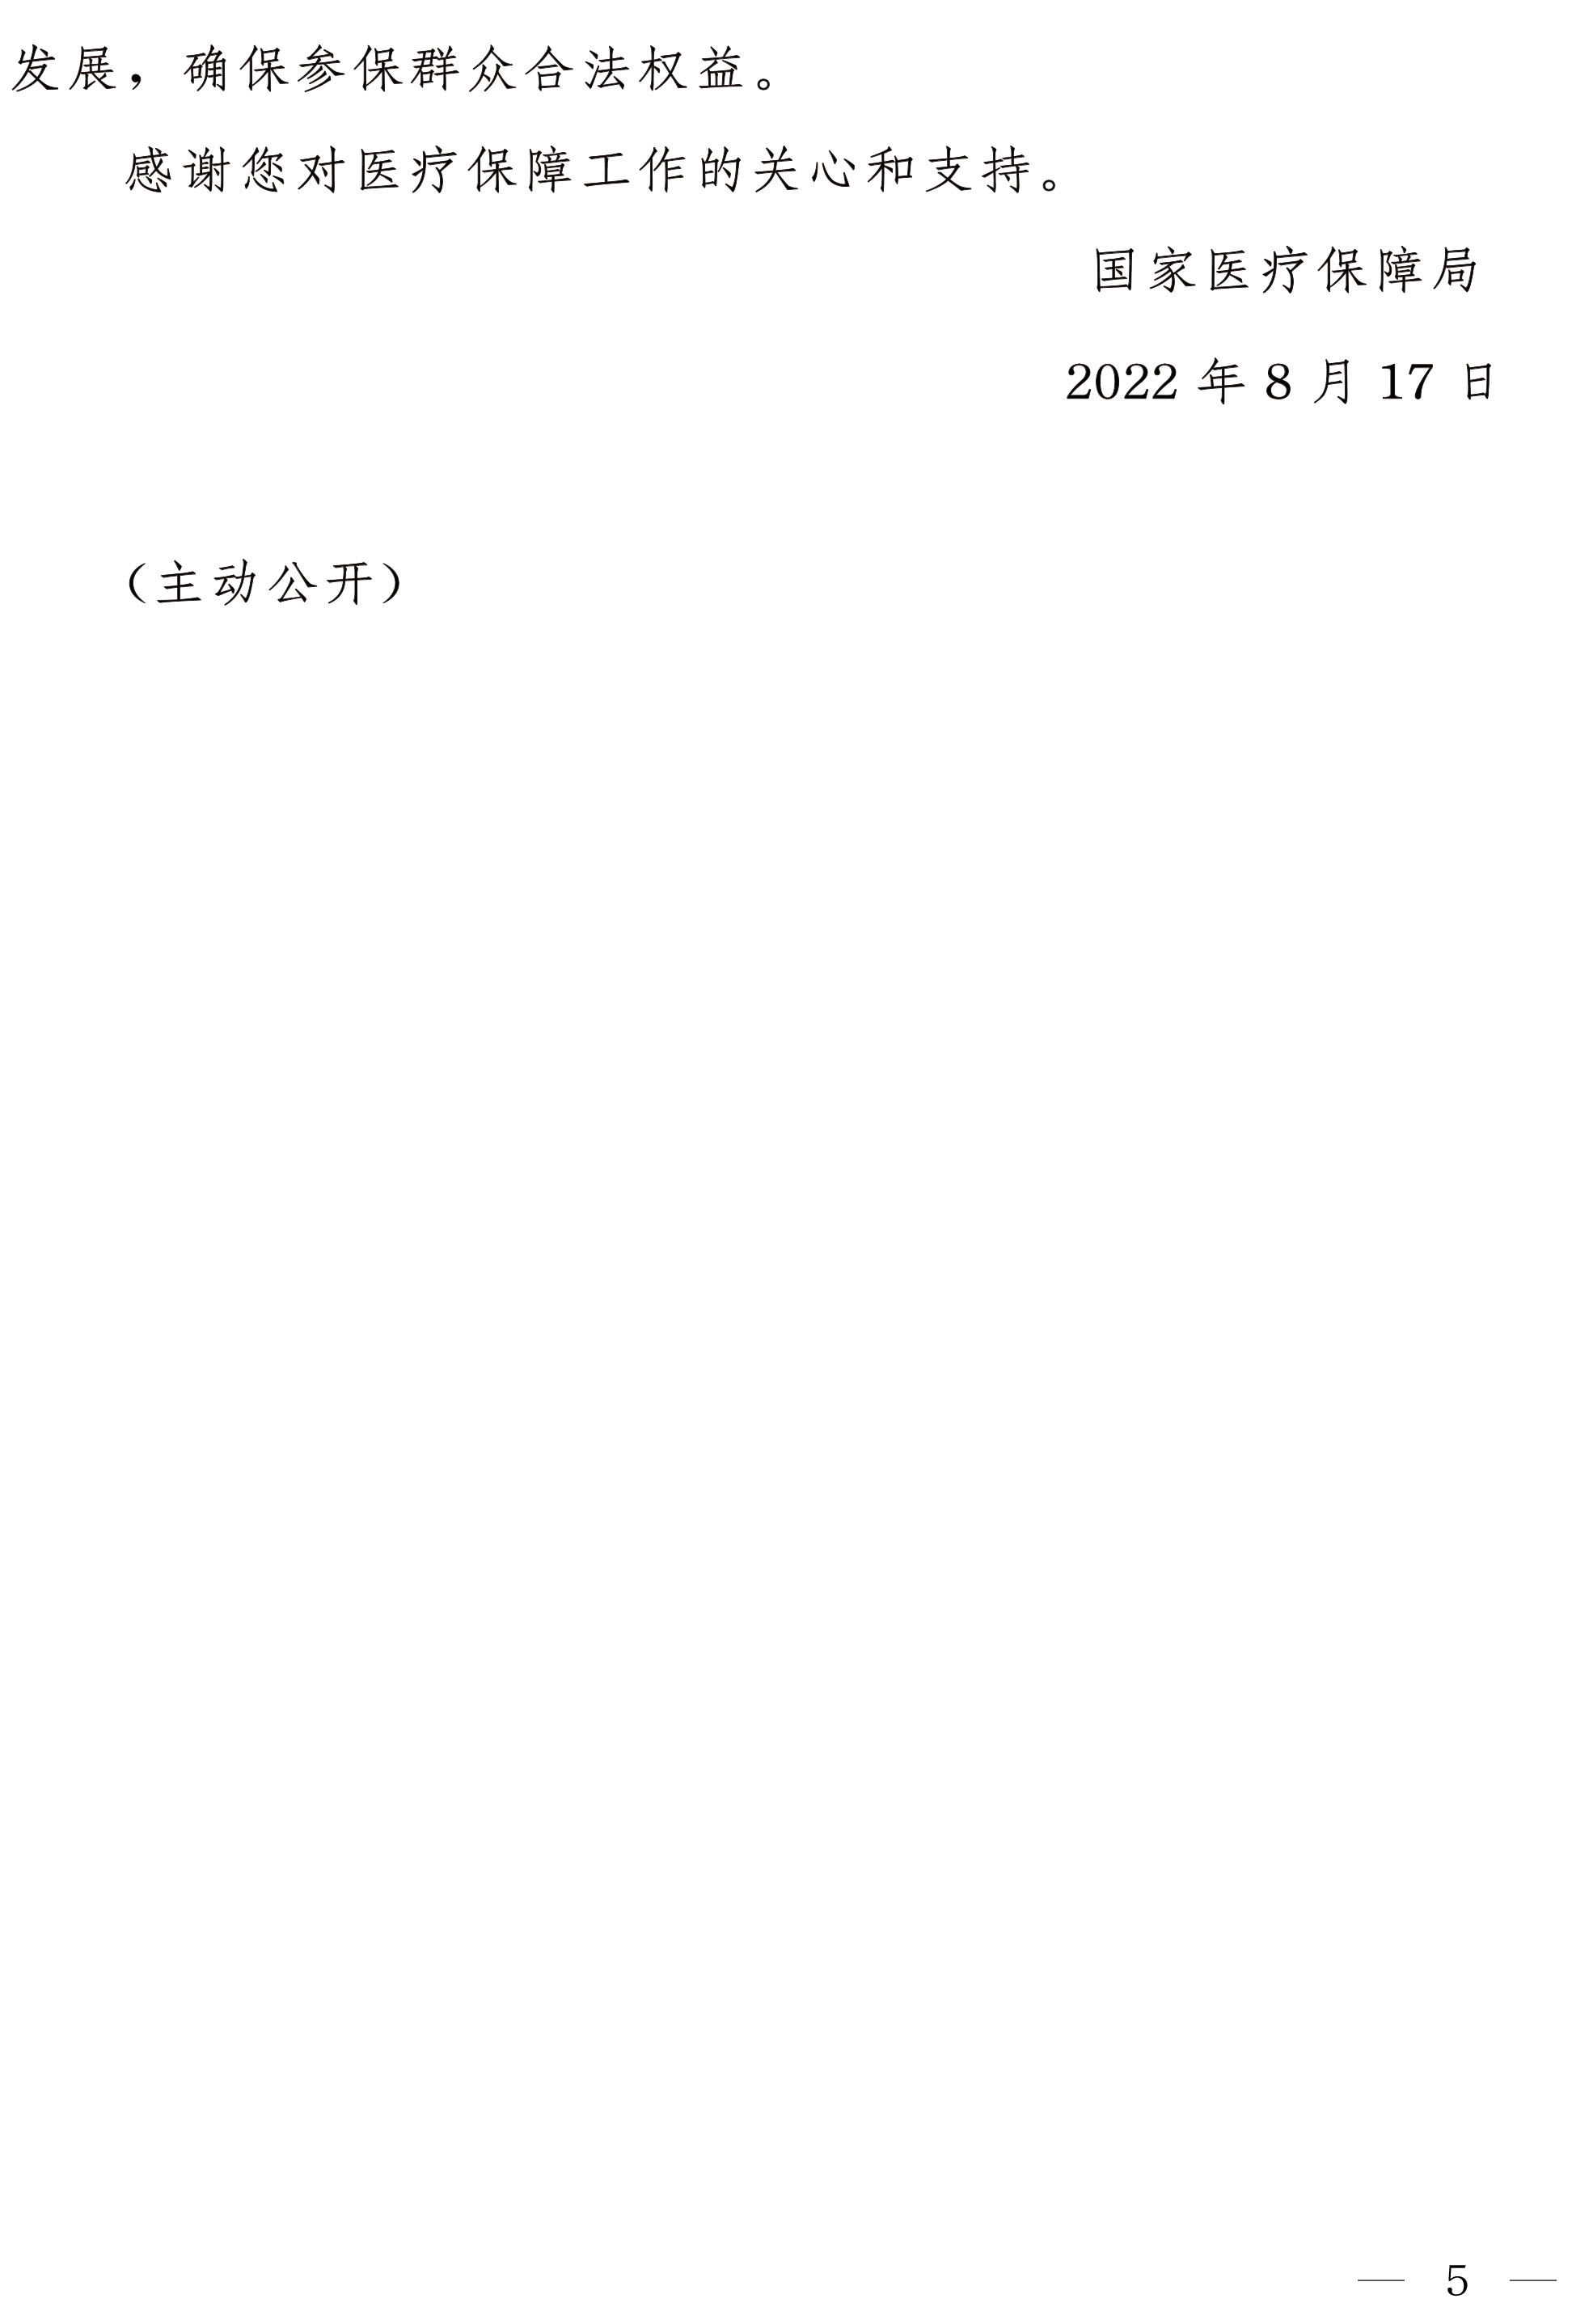 发展，确保参保群众合法权益。
感谢您对医疗保障工作的关心和支持。
国家医疗保障局
2022 年 8 月 17 日
（主动公开）
— 5 —